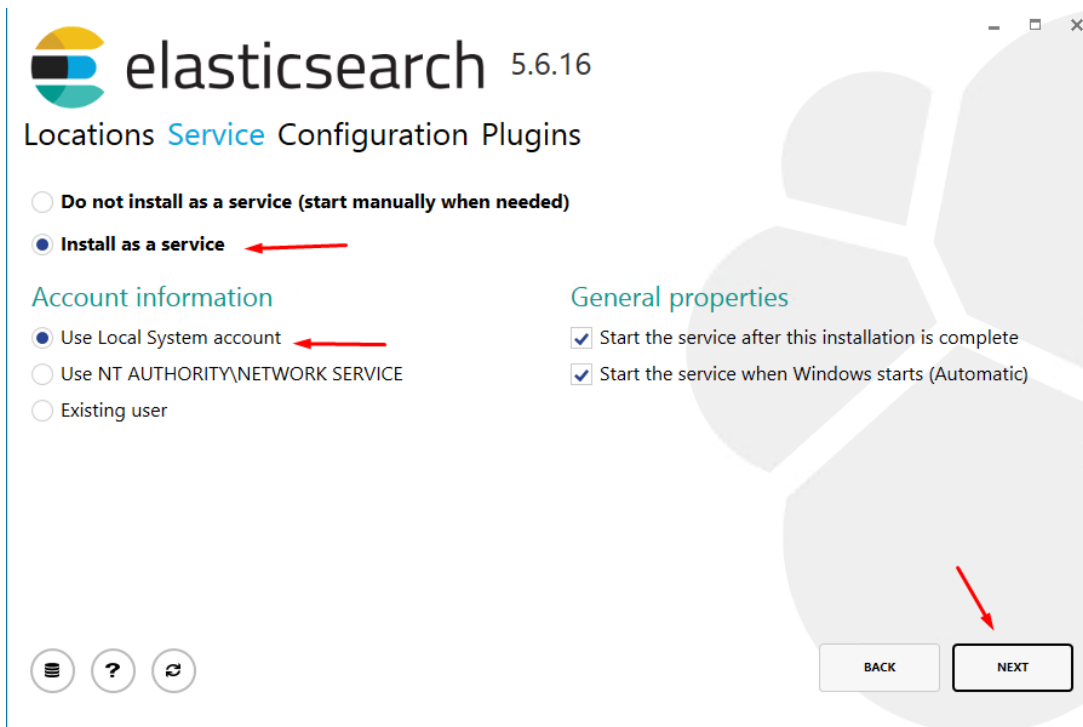 elasticsearch 5.6.16
Locations Service Configuration Plugins
Do not install as a service (start manually when needed)
Install as a service
Account information
Use Local System account
Use NT AUTHORITY\NETWORK SERVICE
Existing user
General properties
Start the service after this installation is complete
Start the service when Windows starts (Automatic)
?
BACK
NEXT